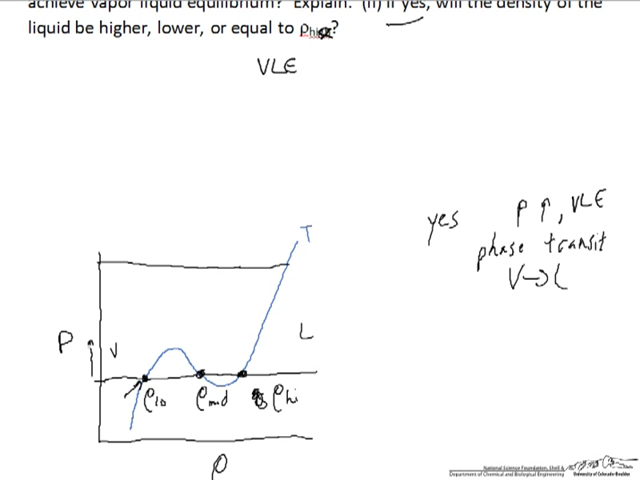 achieve vapor liquid equilibrium? Explain. (ii) If yes, will the density of the
liquid be higher, lower, or equal to ρhi?
VLE
yes P ↑, VLE
phase transit
V→L
T
P ↑ V L
ρlo ρmd ρhi
ρ
National Science Foundation, Shell &
Department of Chemical and Biological Engineering University of Colorado Boulder